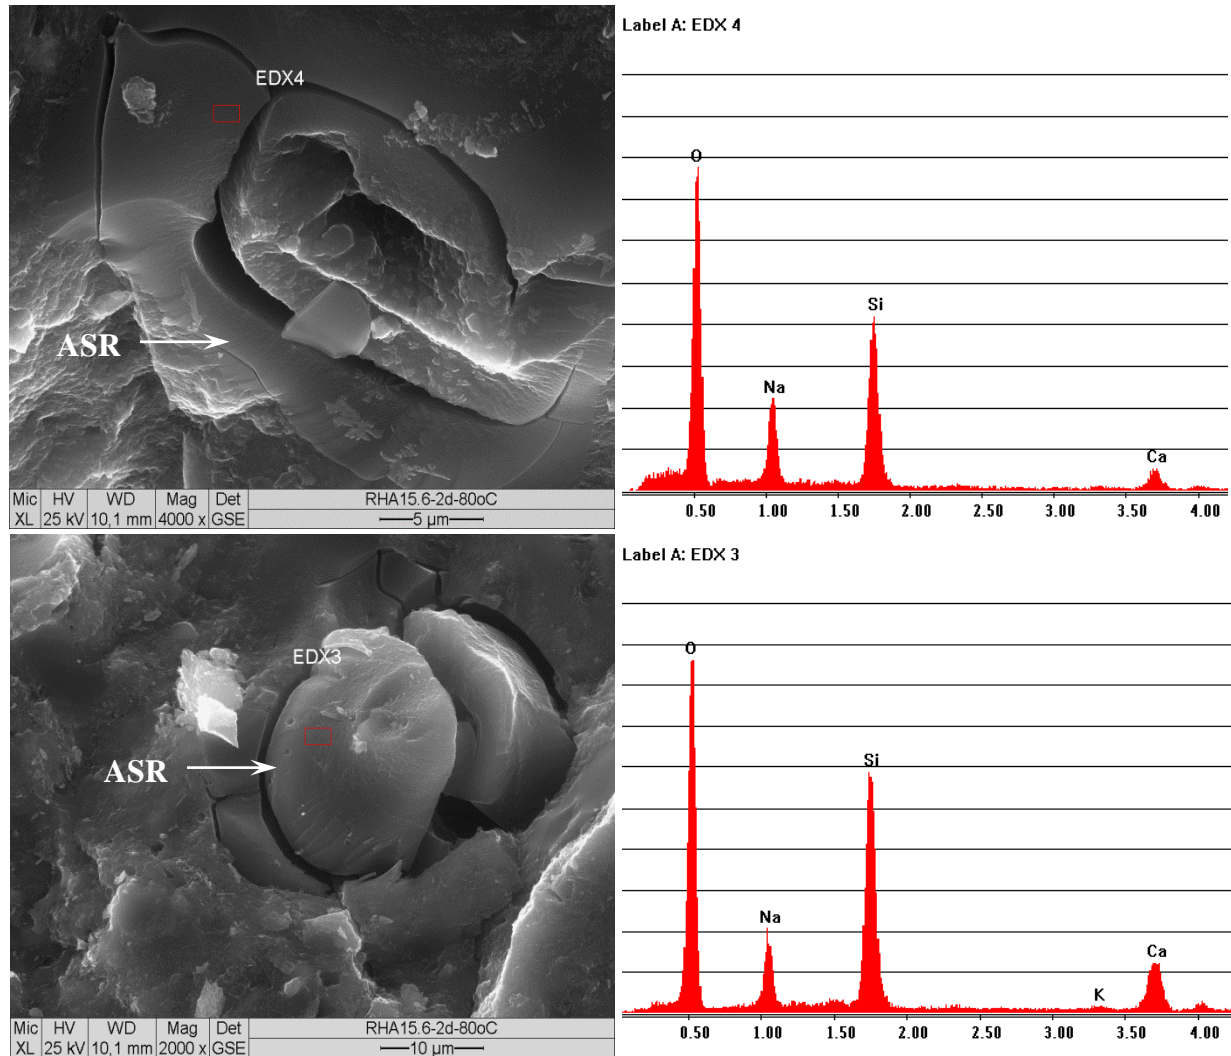 Label A: EDX 4
EDX4
ASR
O
Na
Si
Ca
0.50 1.00 1.50 2.00 2.50 3.00 3.50 4.00
Mic HV WD Mag Det RHA15.6-2d-80oC
XL 25 kV 10,1 mm 4000 x GSE 5 µm
Label A: EDX 3
EDX3
ASR
O
Na
Si
K
Ca
0.50 1.00 1.50 2.00 2.50 3.00 3.50 4.00
Mic HV WD Mag Det RHA15.6-2d-80oC
XL 25 kV 10,1 mm 2000 x GSE 10 µm